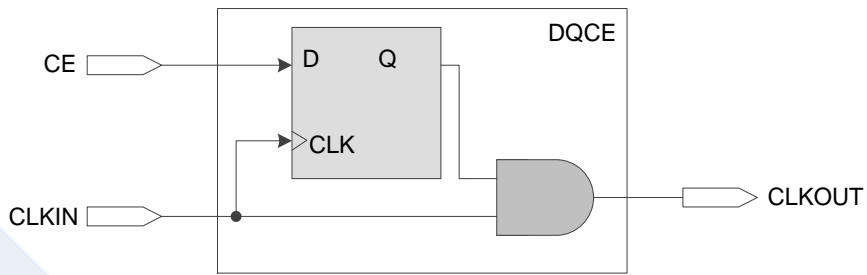 DQCE
CE
D Q
CLK
CLKIN
CLKOUT